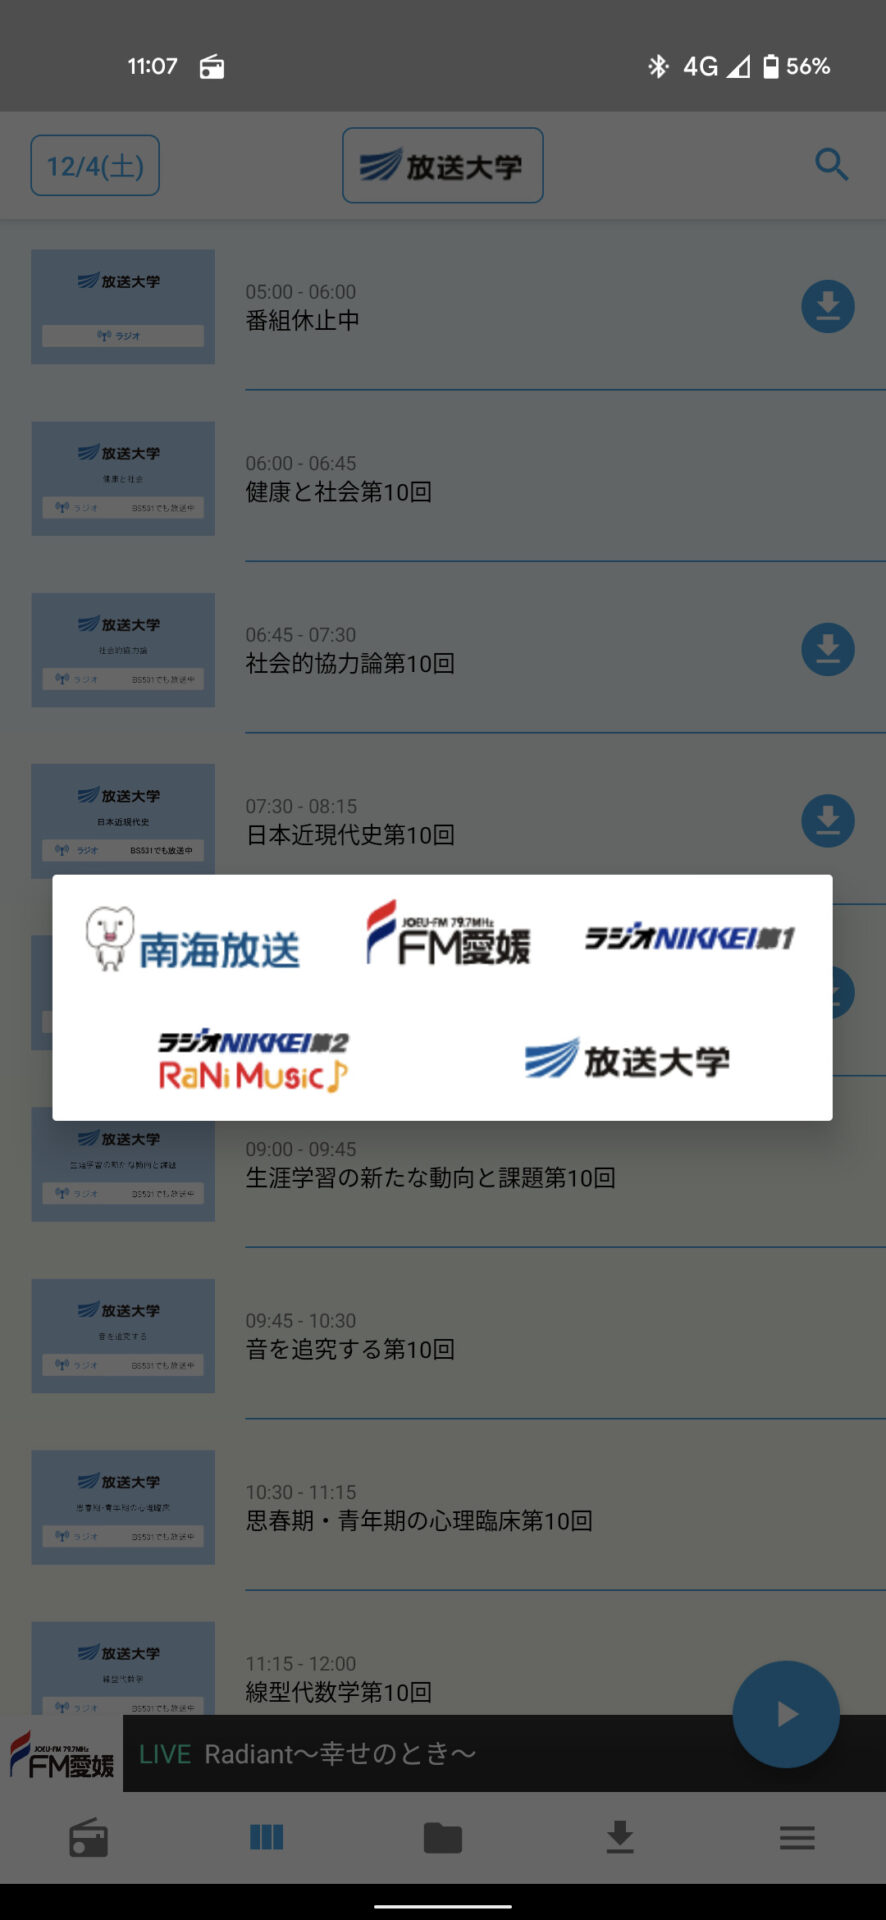 11:07
4G 56%
12/4(土)
放送大学
放送大学
ラジオ
05:00 - 06:00
番組休止中
放送大学
健康と社会
ラジオ BS531でも放送中
06:00 - 06:45
健康と社会第10回
放送大学
社会的協力論
ラジオ BS531でも放送中
06:45 - 07:30
社会的協力論第10回
放送大学
日本近現代史
ラジオ BS531でも放送中
07:30 - 08:15
日本近現代史第10回
南海放送
JOEU-FM 79.7MHz
FM愛媛
ラジオNIKKEI第1
ラジオNIKKEI第2
RaNi Music♪
放送大学
放送大学
生涯学習の新たな動向と課題
ラジオ BS531でも放送中
09:00 - 09:45
生涯学習の新たな動向と課題第10回
放送大学
音を追究する
ラジオ BS531でも放送中
09:45 - 10:30
音を追究する第10回
放送大学
思春期・青年期の心理臨床
ラジオ BS531でも放送中
10:30 - 11:15
思春期・青年期の心理臨床第10回
放送大学
線型代数学
ラジオ BS531でも放送中
11:15 - 12:00
線型代数学第10回
JOEU-FM 79.7MHz
FM愛媛
LIVE Radiant〜幸せのとき〜